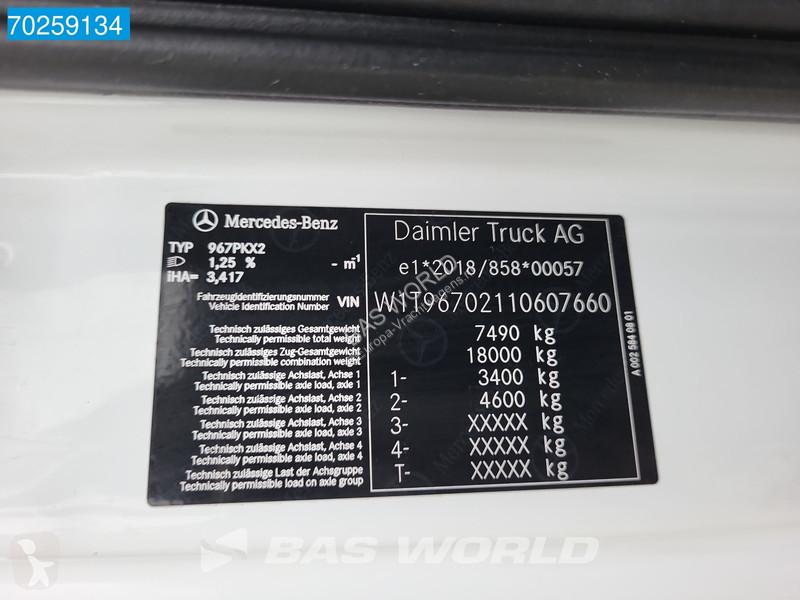 70259134
Mercedes-Benz
TYP 967PKX2
1,25 % - m-1
iHA= 3,417
Fahrzeugidentifizierungsnummer
Vehicle Identification Number VIN
Technisch zulässiges Gesamtgewicht
Technically permissible total weight
Technisch zulässiges Zug-Gesamtgewicht
Technically permissible combination weight
Technisch zulässige Achslast, Achse 1
Technically permissible axle load, axle 1
Technisch zulässige Achslast, Achse 2
Technically permissible axle load, axle 2
Technisch zulässige Achslast, Achse 3
Technically permissible axle load, axle 3
Technisch zulässige Achslast, Achse 4
Technically permissible axle load, axle 4
Technisch zulässige Last der Achsgruppe
Technically permissible load on axle group
Daimler Truck AG
e1*2018/858*00057
W1T96702110607660
7490 kg
18000 kg
1- 3400 kg
2- 4600 kg
3- XXXXX kg
4- XXXXX kg
T- XXXXX kg
A 002 584 08 01
BAS WORLD
BAS WORLD